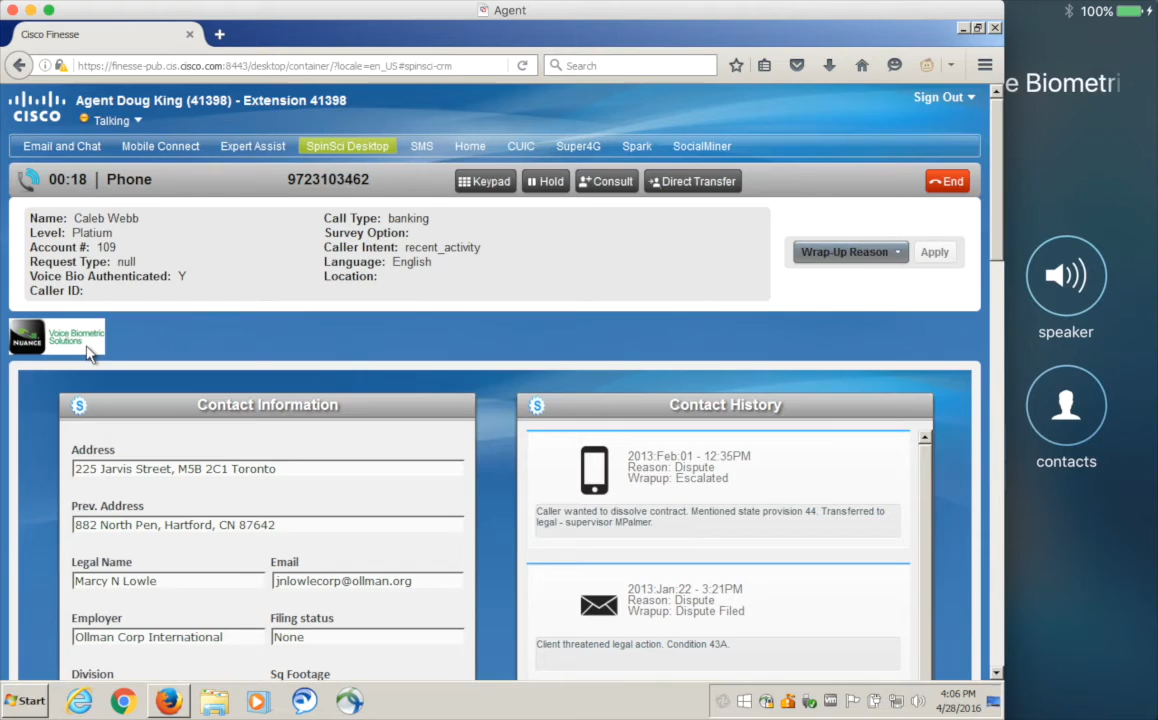 Agent
100%
Cisco Finesse
https://finesse-pub.cis.cisco.com:8443/desktop/container/?locale=en_US#spinsci-crm
Search
e Biometri
CISCO
Agent Doug King (41398) - Extension 41398
Sign Out
Talking
Email and Chat Mobile Connect Expert Assist SpinSci Desktop SMS Home CUIC Super4G Spark SocialMiner
00:18 | Phone 9723103462 Keypad Hold Consult Direct Transfer End
Name: Caleb Webb
Level: Platium
Account #: 109
Request Type: null
Voice Bio Authenticated: Y
Caller ID:
Call Type: banking
Survey Option:
Caller Intent: recent_activity
Language: English
Location:
Wrap-Up Reason Apply
speaker
NUANCE
Voice Biometric
Solutions
contacts
Contact Information
Address
225 Jarvis Street, M5B 2C1 Toronto
Prev. Address
882 North Pen, Hartford, CN 87642
Legal Name Email
Marcy N Lowle jnlowlecorp@ollman.org
Employer Filing status
Ollman Corp International None
Division Sq Footage
Contact History
2013:Feb:01 - 12:35PM
Reason: Dispute
Wrapup: Escalated
Caller wanted to dissolve contract. Mentioned state provision 44. Transferred to
legal - supervisor MPalmer.
2013:Jan:22 - 3:21PM
Reason: Dispute
Wrapup: Dispute Filed
Client threatened legal action. Condition 43A.
Start
4:06 PM
4/28/2016